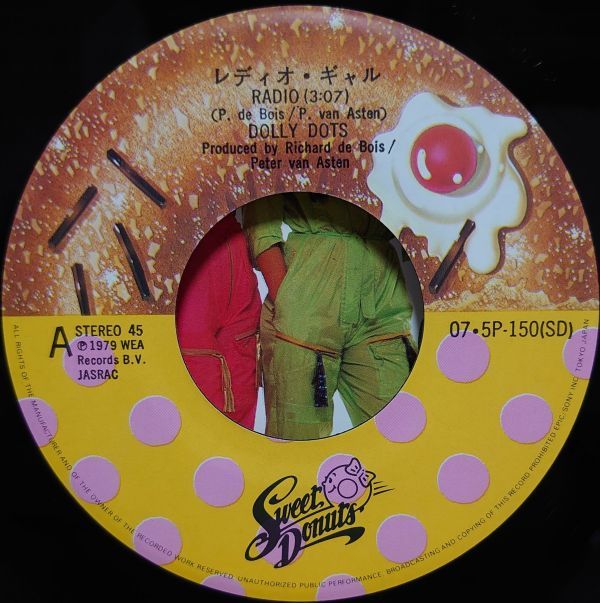 レディオ・ギャル
RADIO (3:07)
(P. de Bois/P. van Asten)
DOLLY DOTS
Produced by Richard de Bois/
Peter van Asten
A
STEREO 45
Ⓟ1979 WEA
Records B.V.
JASRAC
07・5P-150(SD)
Sweet
Donuts
ALL RIGHTS OF THE MANUFACTURER AND OF THE OWNER OF THE RECORDED WORK RESERVED. UNAUTHORIZED PUBLIC PERFORMANCE BROADCASTING AND COPYING OF THIS RECORD PROHIBITED EPIC・SONY INC. TOKYO JAPAN